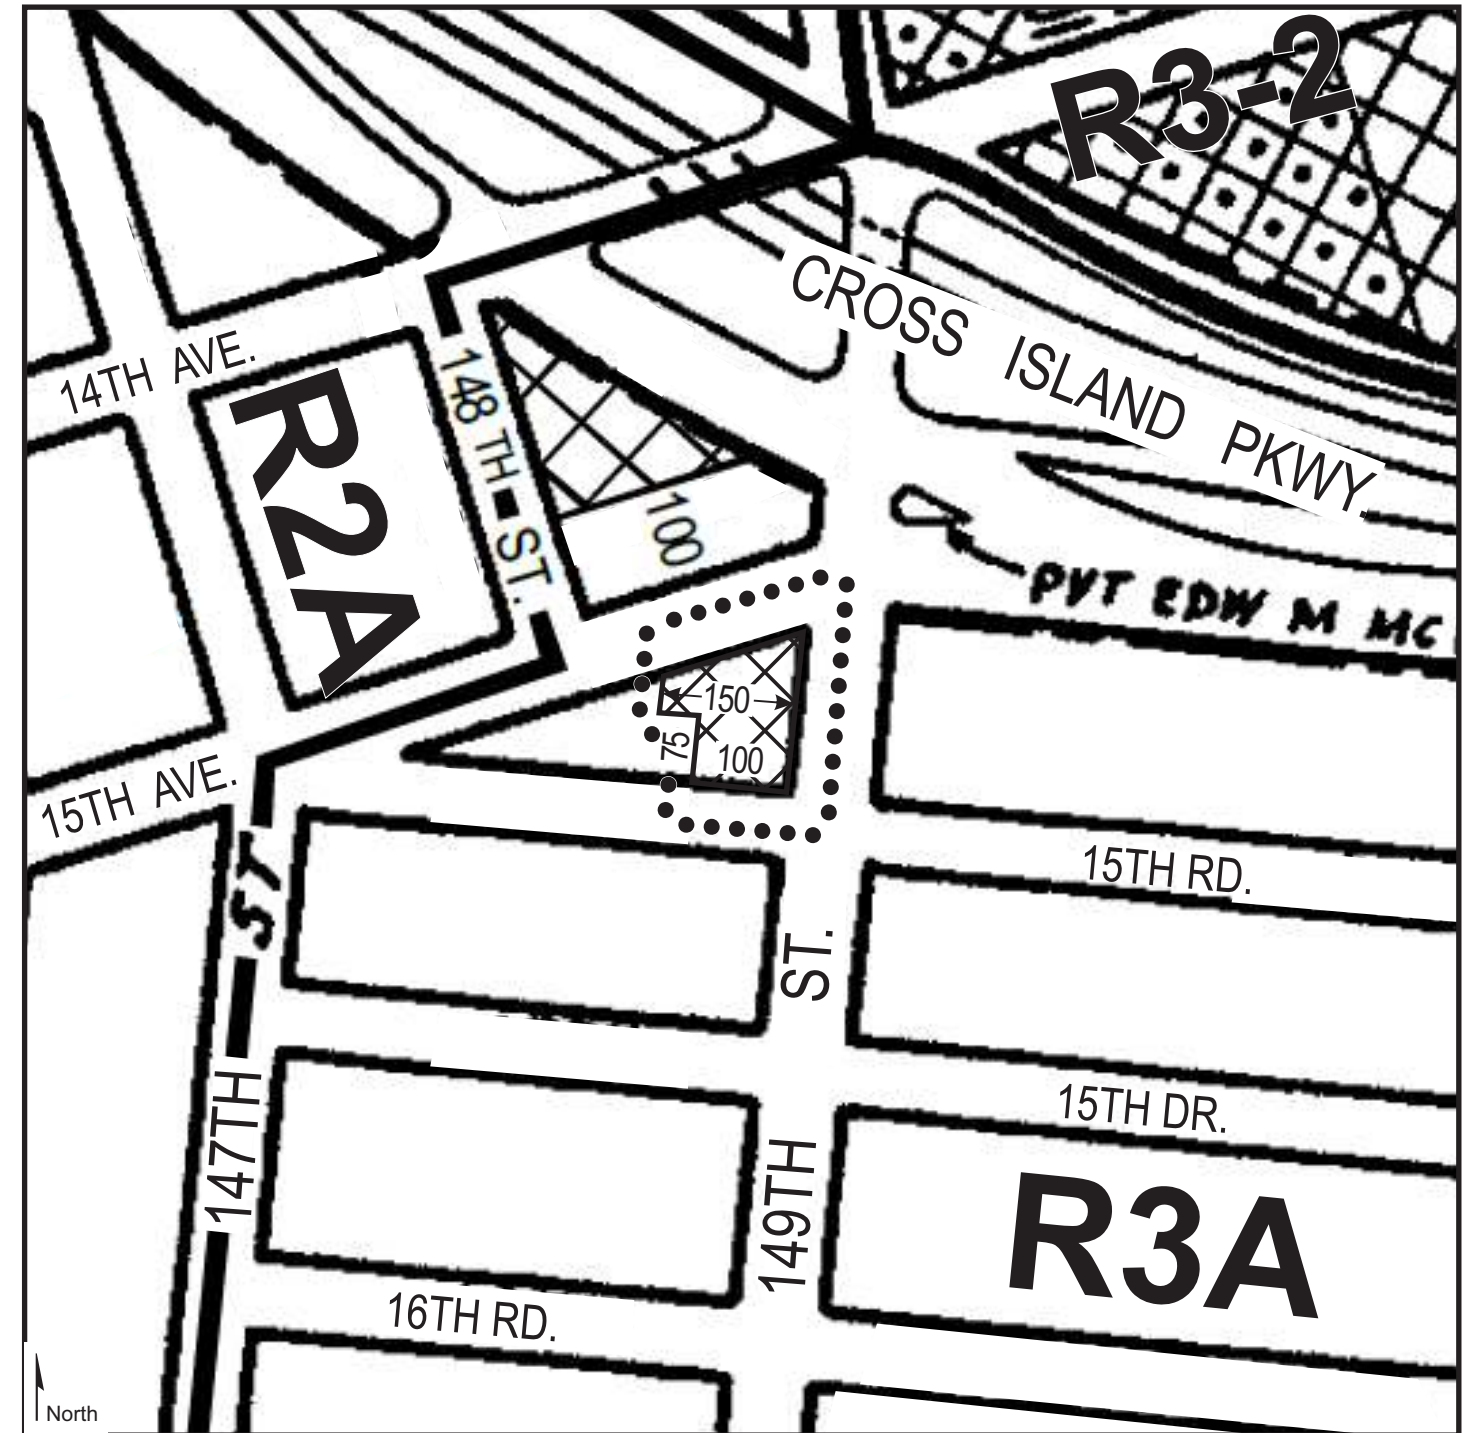 R3-2
CROSS ISLAND PKWY.
14TH AVE.
148 TH ST.
R2A
100
PVT EDW M MC
150
75
100
15TH AVE.
15TH RD.
ST
ST.
147TH
149TH
15TH DR.
R3A
16TH RD.
North